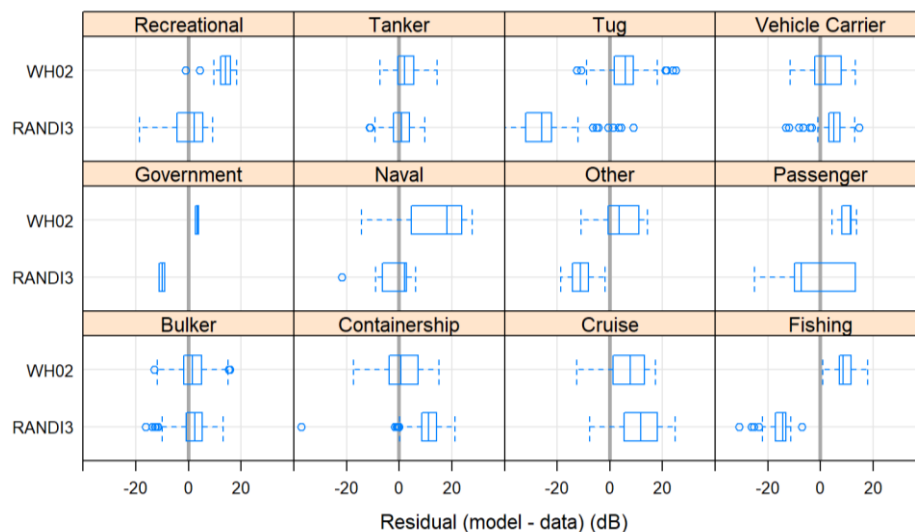 Recreational Tanker Tug Vehicle Carrier
WH02
RANDI3
Government Naval Other Passenger
WH02
RANDI3
Bulker Containership Cruise Fishing
WH02
RANDI3
-20 0 20 -20 0 20 -20 0 20 -20 0 20
Residual (model - data) (dB)